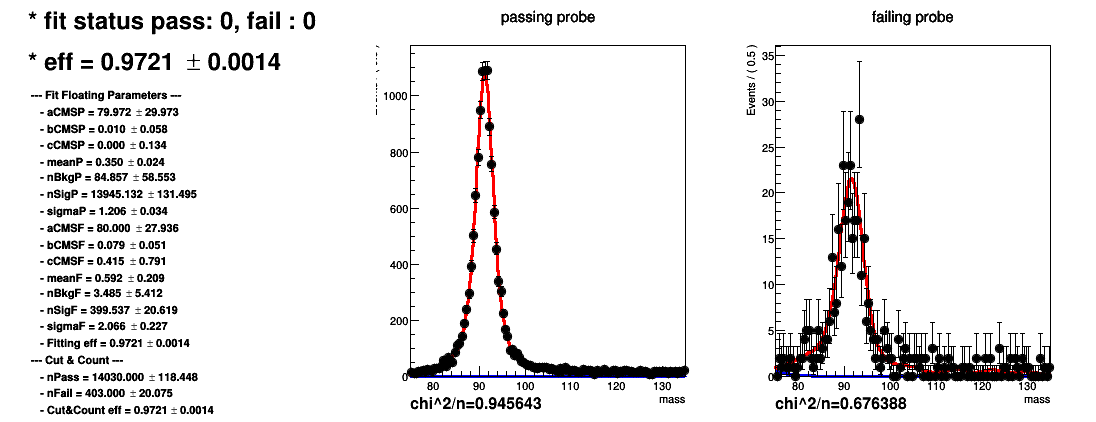 * fit status pass: 0, fail : 0
* eff = 0.9721 ± 0.0014
--- Fit Floating Parameters ---
- aCMSP = 79.972 ± 29.973
- bCMSP = 0.010 ± 0.058
- cCMSP = 0.000 ± 0.134
- meanP = 0.350 ± 0.024
- nBkgP = 84.857 ± 58.553
- nSigP = 13945.132 ± 131.495
- sigmaP = 1.206 ± 0.034
- aCMSF = 80.000 ± 27.936
- bCMSF = 0.079 ± 0.051
- cCMSF = 0.415 ± 0.791
- meanF = 0.592 ± 0.209
- nBkgF = 3.485 ± 5.412
- nSigF = 399.537 ± 20.619
- sigmaF = 2.066 ± 0.227
- Fitting eff = 0.9721 ± 0.0014
--- Cut & Count ---
- nPass = 14030.000 ± 118.448
- nFail = 403.000 ± 20.075
- Cut&Count eff = 0.9721 ± 0.0014
passing probe
1000
800
600
400
200
0
80 90 100 110 120 130
mass
chi^2/n=0.945643
failing probe
Events / ( 0.5 )
35
30
25
20
15
10
5
0
80 90 100 110 120 130
mass
chi^2/n=0.676388